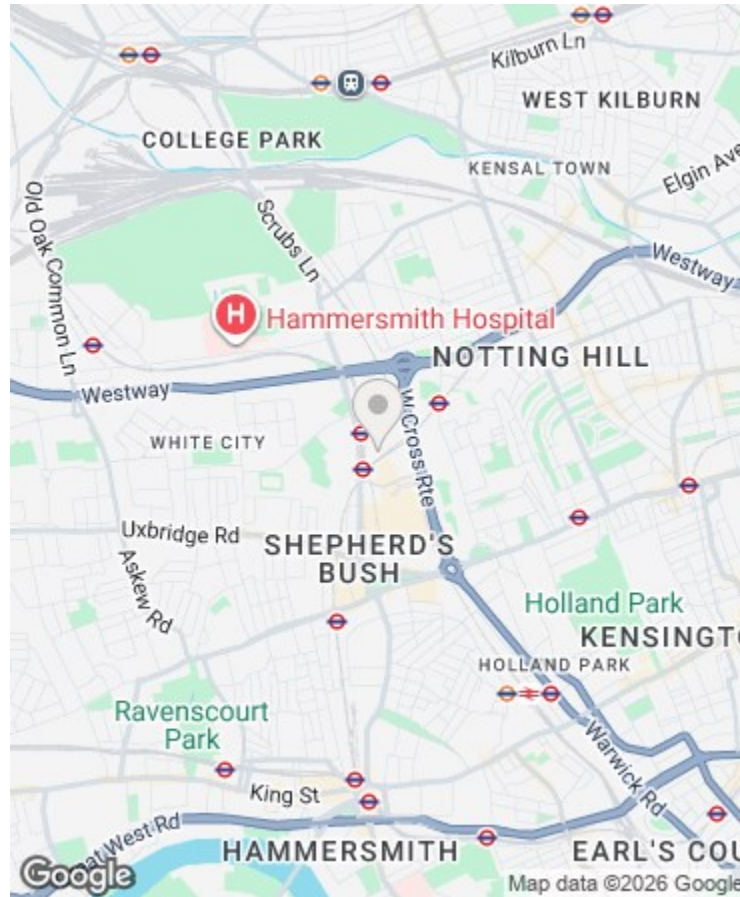 Kilburn Ln
WEST KILBURN
COLLEGE PARK
KENSAL TOWN
Elgin Ave
Old Oak Common Ln
Scrubs Ln
Westway
H
Hammersmith Hospital
NOTTING HILL
Westway
W Cross Rte
WHITE CITY
Uxbridge Rd
SHEPHERD'S
BUSH
Askew Rd
Holland Park
KENSINGTO
HOLLAND PARK
Ravenscourt
Park
Warwick Rd
King St
eat West Rd
HAMMERSMITH
EARL'S COU
Google
Map data ©2026 Google